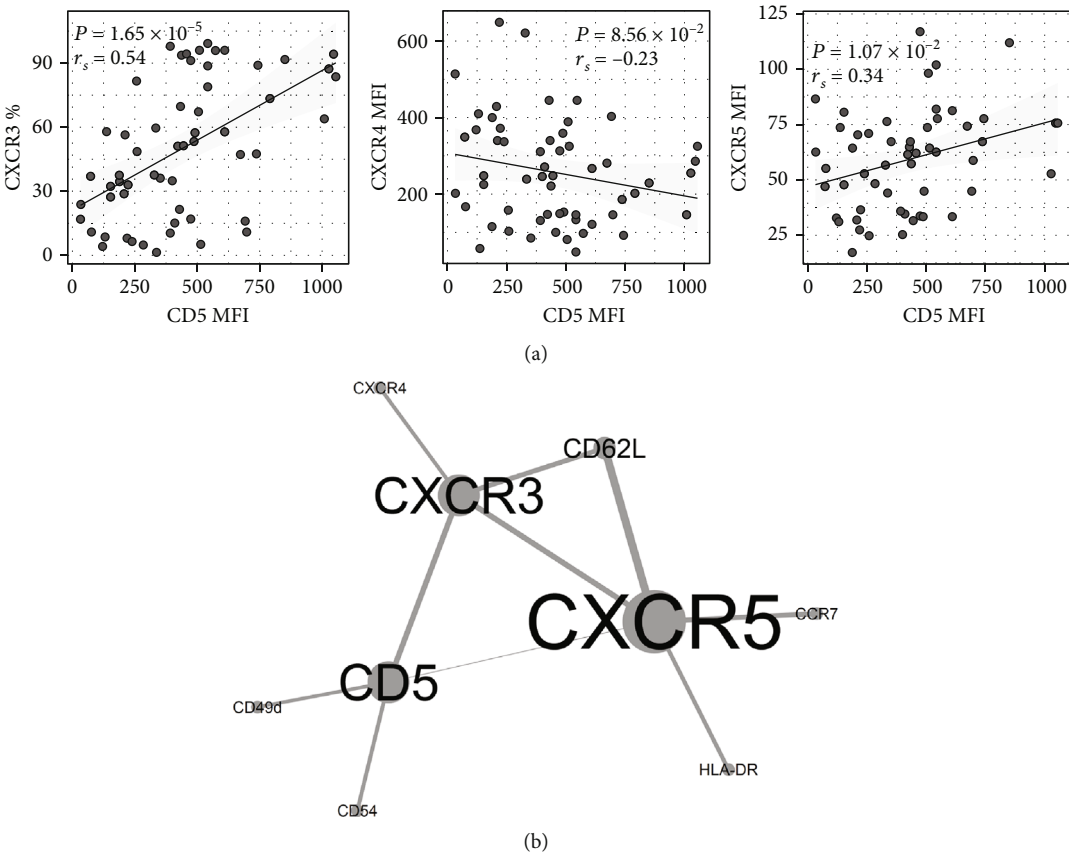 P = 1.65 × 10⁻⁵
rₛ = 0.54
90
60
30
0
CXCR3 %
0 250 500 750 1000
CD5 MFI
P = 8.56 × 10⁻²
rₛ = –0.23
600
400
200
CXCR4 MFI
0 250 500 750 1000
CD5 MFI
P = 1.07 × 10⁻²
rₛ = 0.34
125
100
75
50
25
CXCR5 MFI
0 250 500 750 1000
CD5 MFI
(a)
CXCR4
CD62L
CXCR3
CXCR5
CCR7
CD5
CD49d
HLA-DR
CD54
(b)